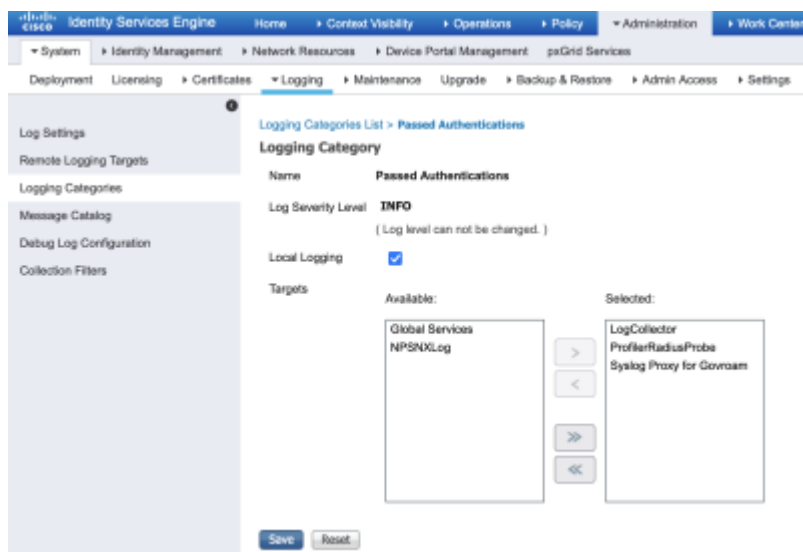 cisco Identity Services Engine Home Context Visibility Operations Policy Administration Work Center
System Identity Management Network Resources Device Portal Management pxGrid Services
Deployment Licensing Certificates Logging Maintenance Upgrade Backup & Restore Admin Access Settings
Log Settings
Remote Logging Targets
Logging Categories
Message Catalog
Debug Log Configuration
Collection Filters
Logging Categories List > Passed Authentications
Logging Category
Name Passed Authentications
Log Severity Level INFO
( Log level can not be changed. )
Local Logging
Targets
Available: Selected:
Global Services LogCollector
NPSNXLog ProfilerRadiusProbe
Syslog Proxy for Govroam
>
<
>>
<<
Save Reset